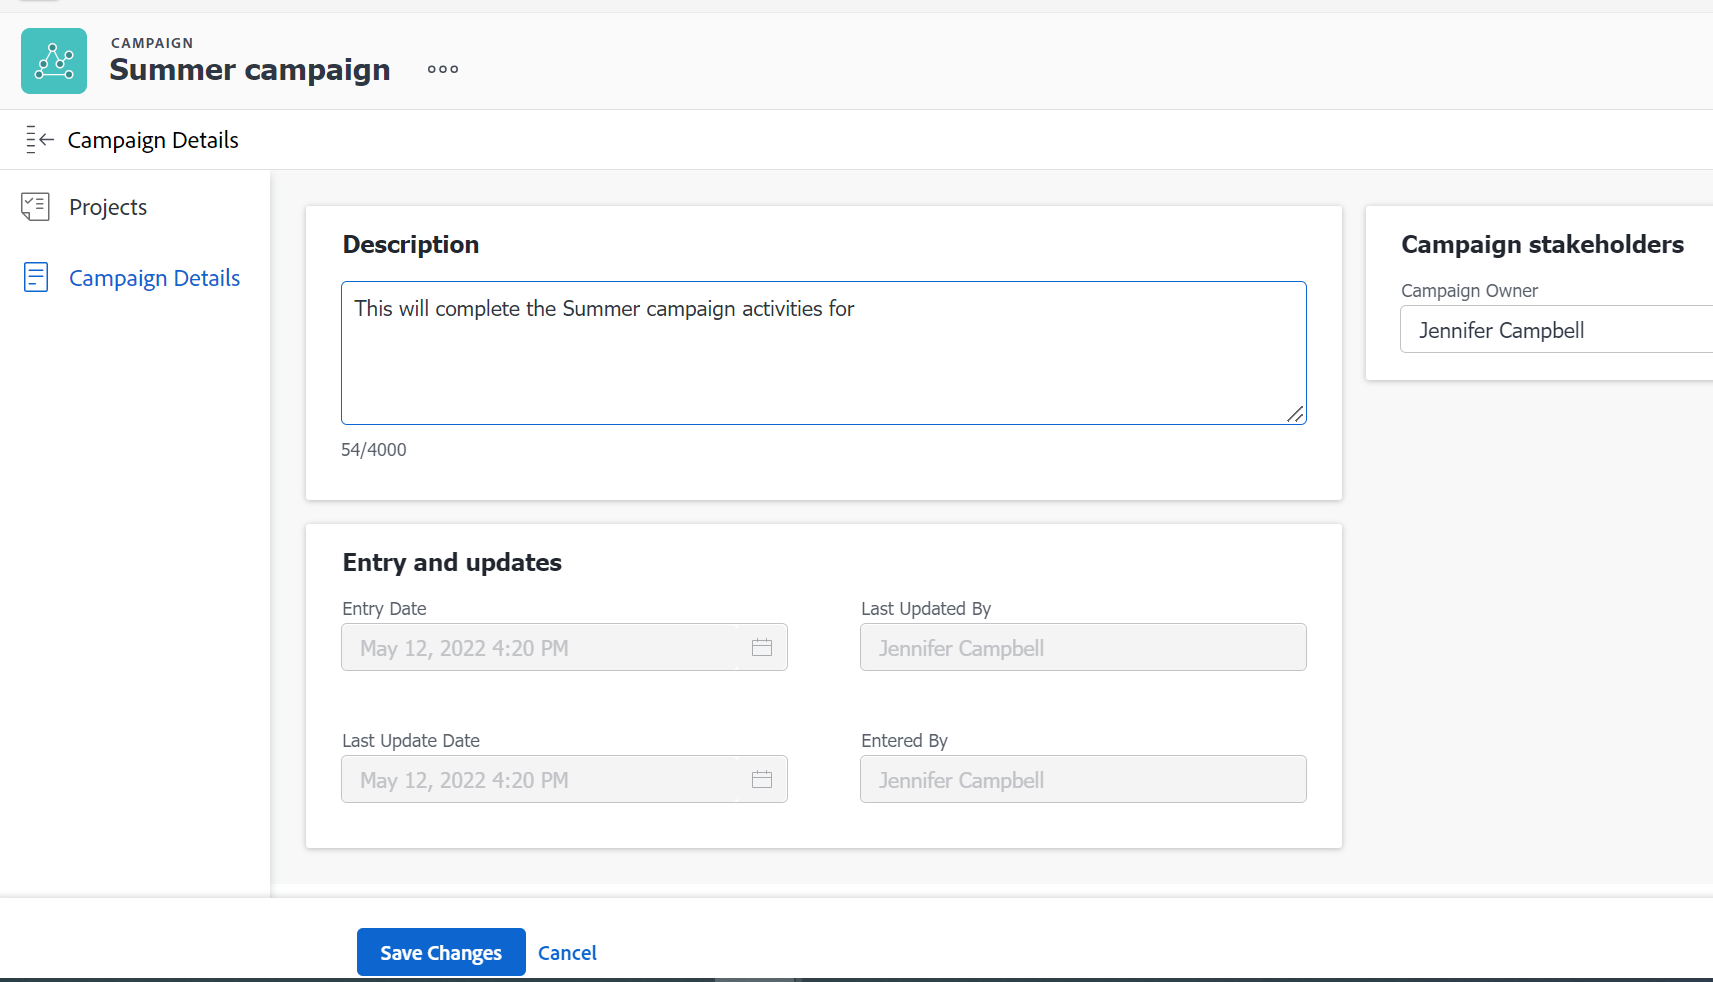 CAMPAIGN
Summer campaign
Campaign Details
Projects
Campaign Details
Description
This will complete the Summer campaign activities for
54/4000
Campaign stakeholders
Campaign Owner
Jennifer Campbell
Entry and updates
Entry Date
Last Updated By
May 12, 2022 4:20 PM
Jennifer Campbell
Last Update Date
Entered By
May 12, 2022 4:20 PM
Jennifer Campbell
Save Changes
Cancel